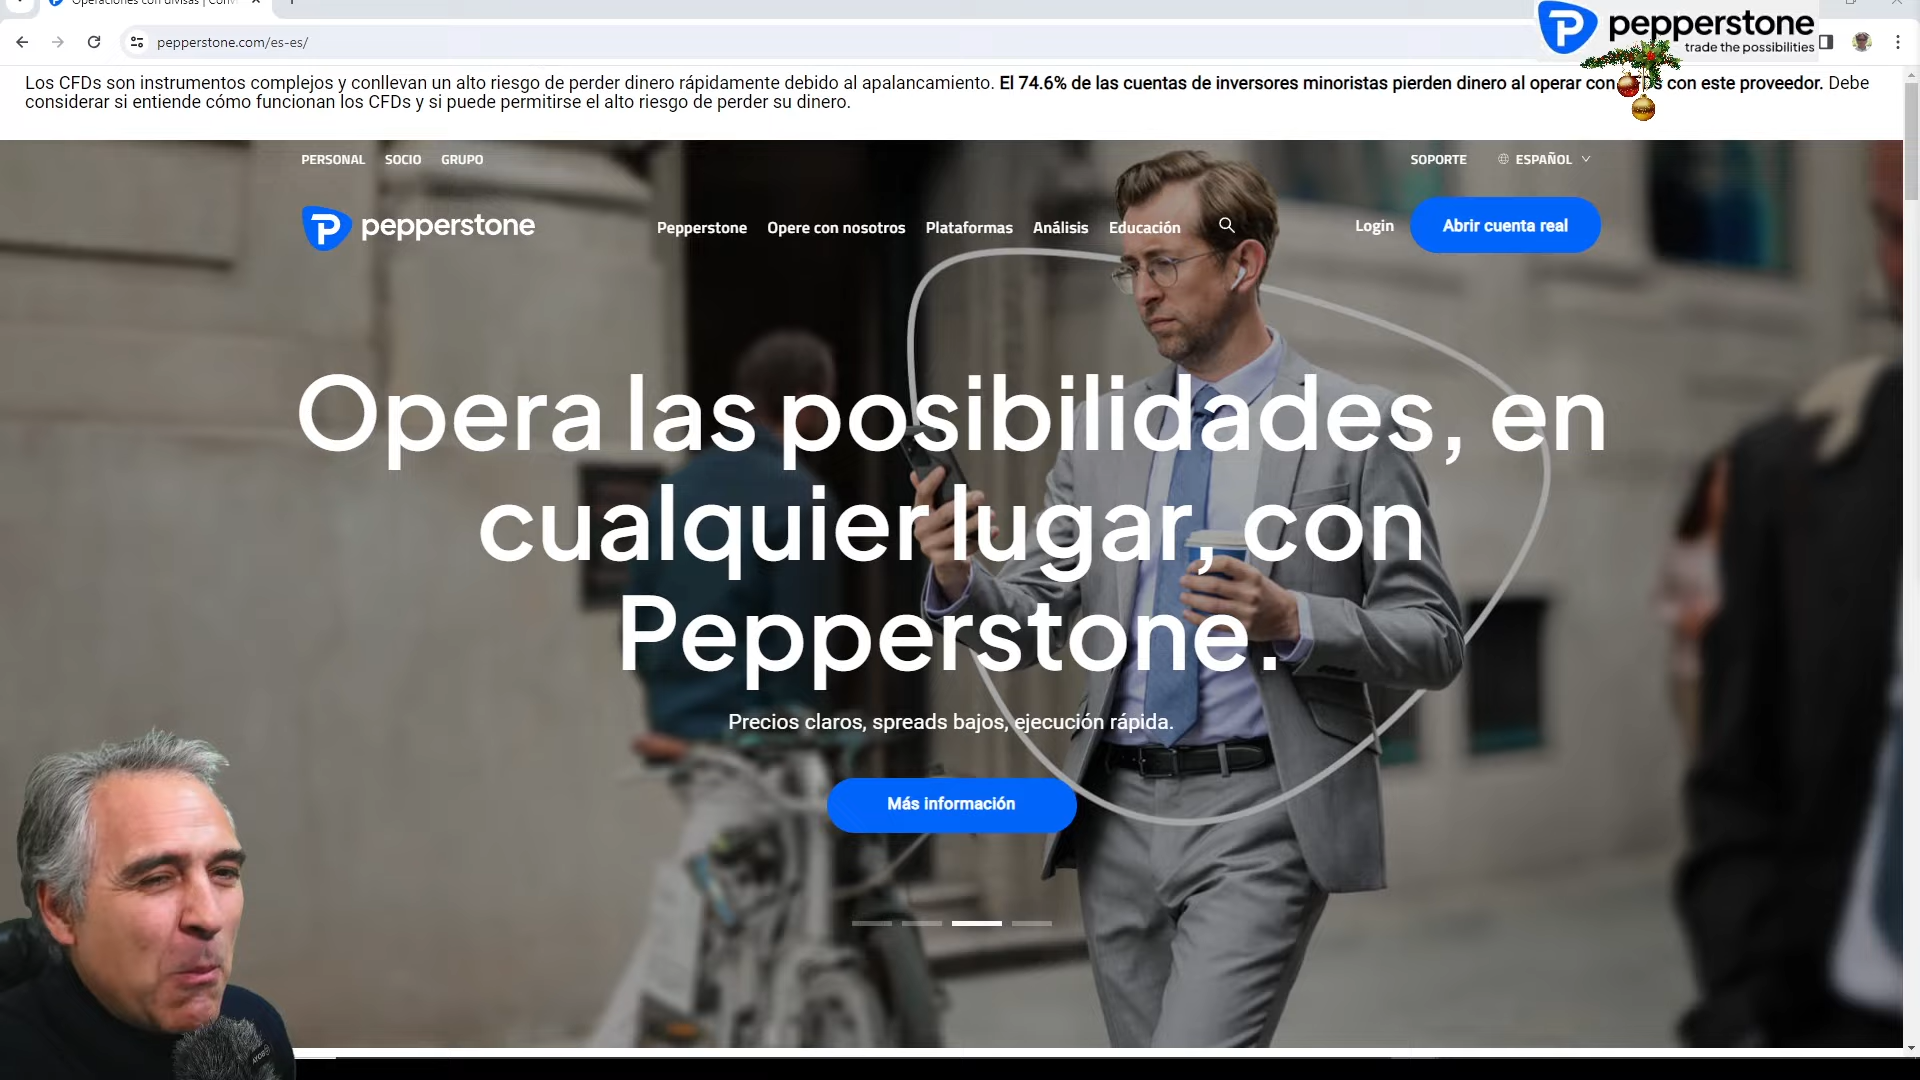 Operaciones con divisas | Conv
pepperstone
trade the possibilities
pepperstone.com/es-es/
Los CFDs son instrumentos complejos y conllevan un alto riesgo de perder dinero rápidamente debido al apalancamiento. El 74.6% de las cuentas de inversores minoristas pierden dinero al operar con con este proveedor. Debe
considerar si entiende cómo funcionan los CFDs y si puede permitirse el alto riesgo de perder su dinero.
PERSONAL SOCIO GRUPO
SOPORTE ESPAÑOL
pepperstone
Pepperstone Opere con nosotros Plataformas Análisis Educación
Login Abrir cuenta real
Opera las posibilidades, en
cualquier lugar, con
Pepperstone.
Precios claros, spreads bajos, ejecución rápida.
Más información